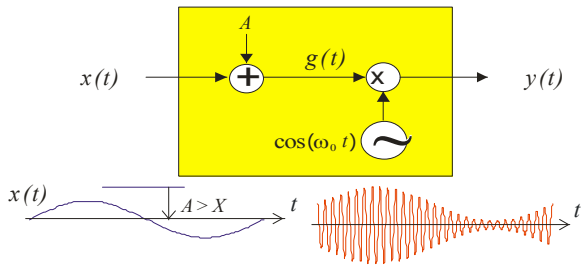 A
x(t) + g(t) x y(t)
cos(ω₀ t) ~
x(t) A > X t t